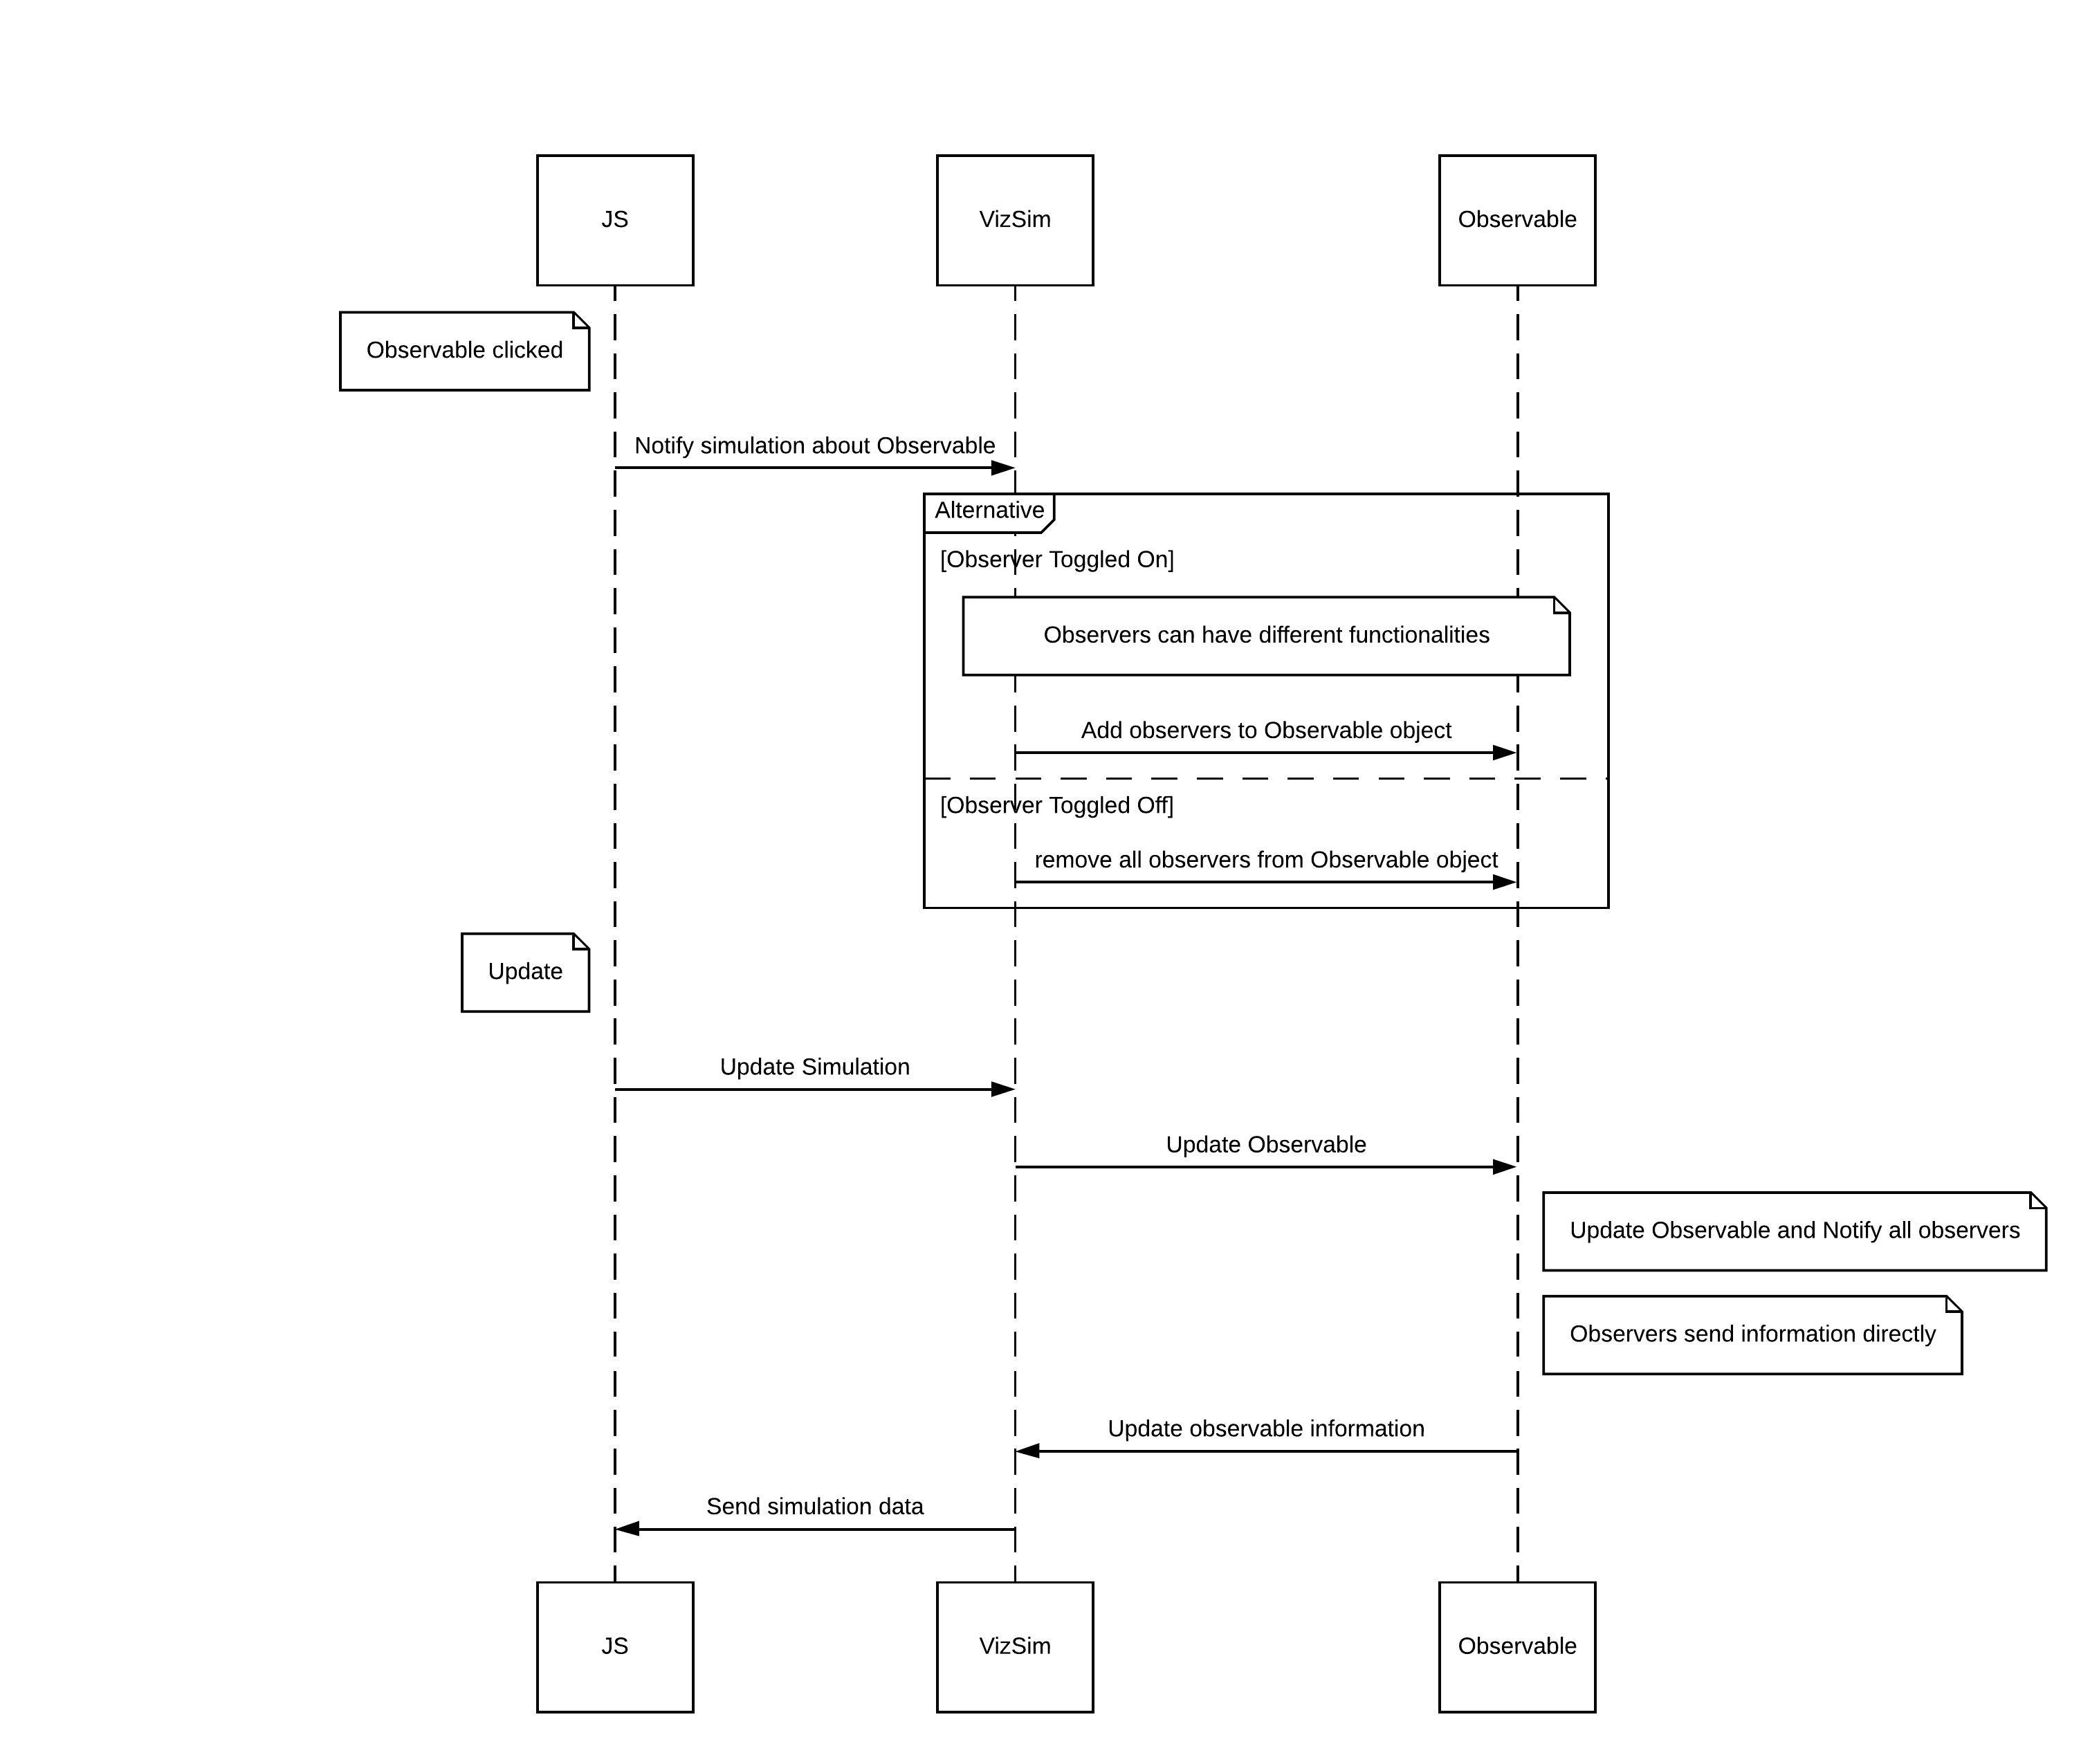 JS
VizSim
Observable
Observable clicked
Notify simulation about Observable
Alternative
[Observer Toggled On]
Observers can have different functionalities
Add observers to Observable object
[Observer Toggled Off]
remove all observers from Observable object
Update
Update Simulation
Update Observable
Update Observable and Notify all observers
Observers send information directly
Update observable information
Send simulation data
JS
VizSim
Observable